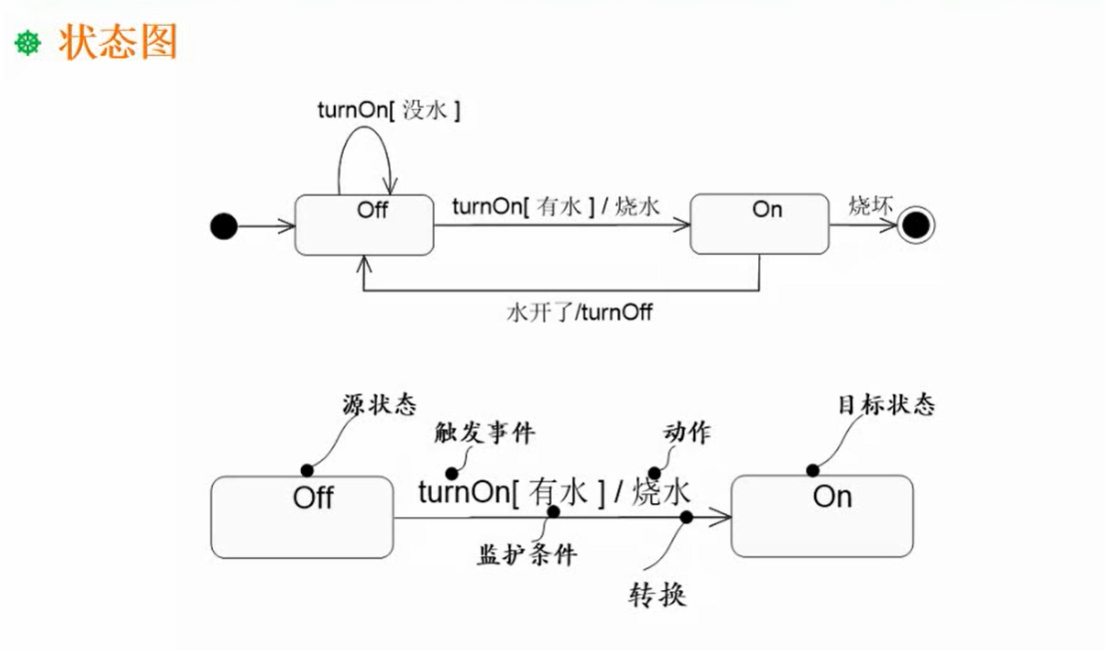 状态图
turnOn[ 没水 ]
Off
turnOn[ 有水 ] / 烧水
On
烧坏
水开了/turnOff
源状态
触发事件
动作
目标状态
Off
turnOn[ 有水 ] / 烧水
On
监护条件
转换